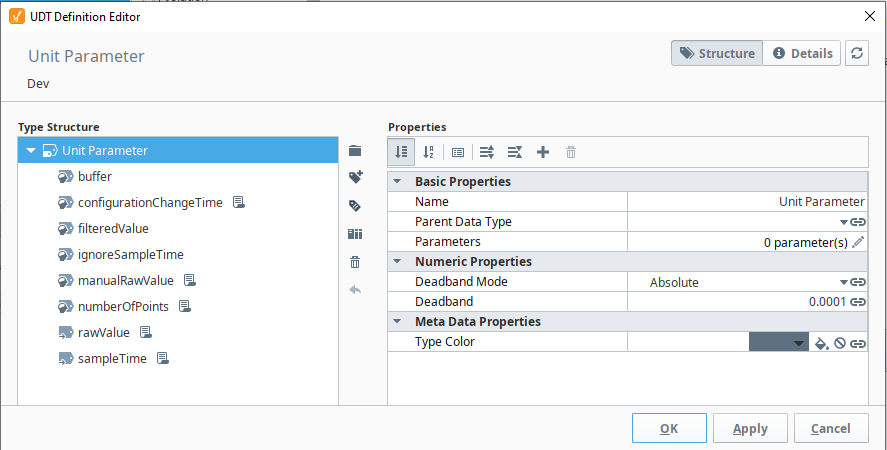 UDT Definition Editor
Unit Parameter
Structure
Details
Dev
Type Structure
Unit Parameter
buffer
configurationChangeTime
filteredValue
ignoreSampleTime
manualRawValue
numberOfPoints
rawValue
sampleTime
Properties
Basic Properties
Name Unit Parameter
Parent Data Type
Parameters 0 parameter(s)
Numeric Properties
Deadband Mode Absolute
Deadband 0.0001
Meta Data Properties
Type Color
OK Apply Cancel